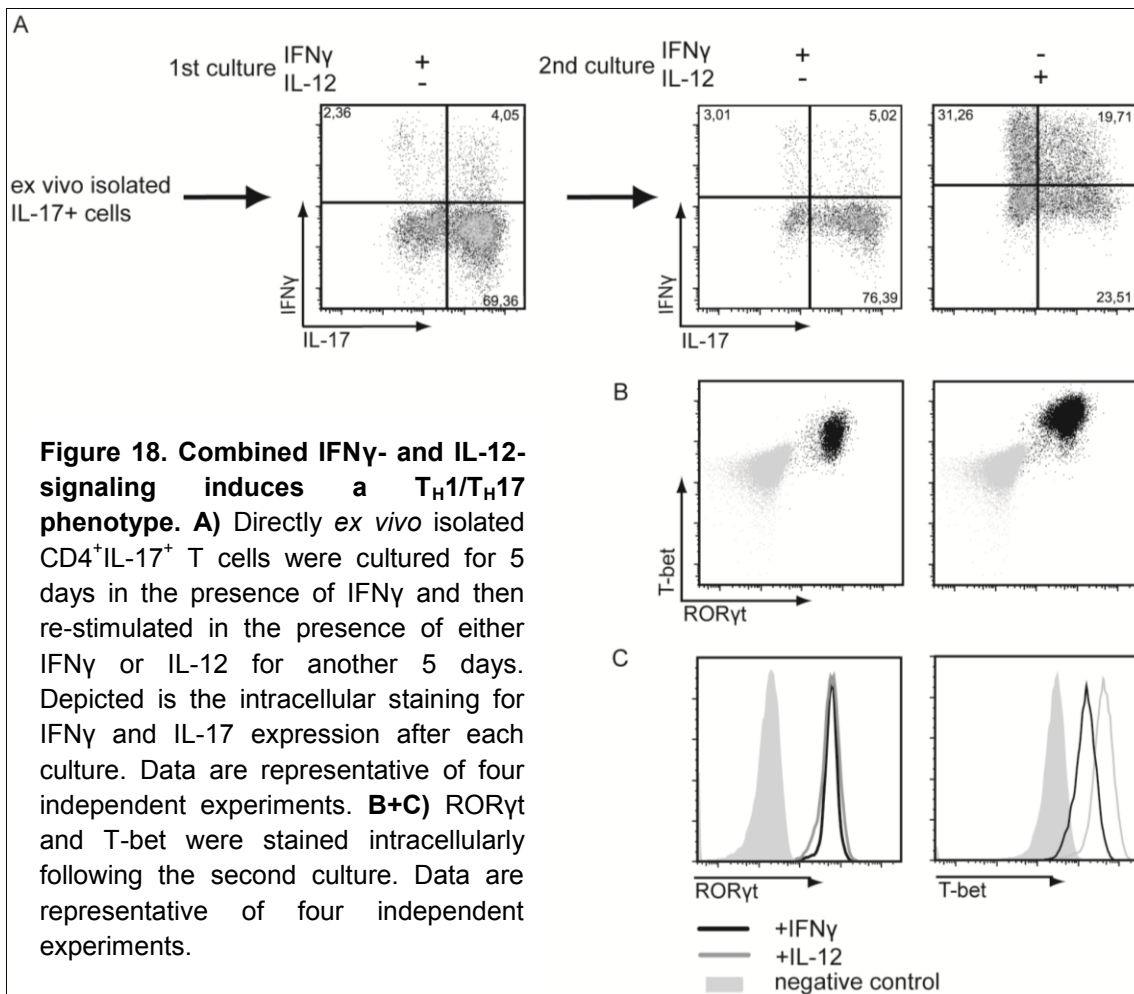 A
1st culture IFNγ + 2nd culture IFNγ + -
IL-12 - IL-12 - +
2,36 4,05 3,01 5,02 31,26 19,71
ex vivo isolated
IL-17+ cells
IFNγ IFNγ
69,36 76,39 23,51
IL-17 IL-17
B
T-bet
RORγt
Figure 18. Combined IFNγ- and IL-12-
signaling induces a
TH1/TH17
phenotype. A) Directly ex vivo isolated
CD4+IL-17+ T cells were cultured for 5
days in the presence of IFNγ and then
re-stimulated in the presence of either
IFNγ or IL-12 for another 5 days.
Depicted is the intracellular staining for
IFNγ and IL-17 expression after each
culture. Data are representative of four
independent experiments. B+C) RORγt
and T-bet were stained intracellularly
following the second culture. Data are
representative of four independent
experiments.
C
RORγt T-bet
+IFNγ
+IL-12
negative control